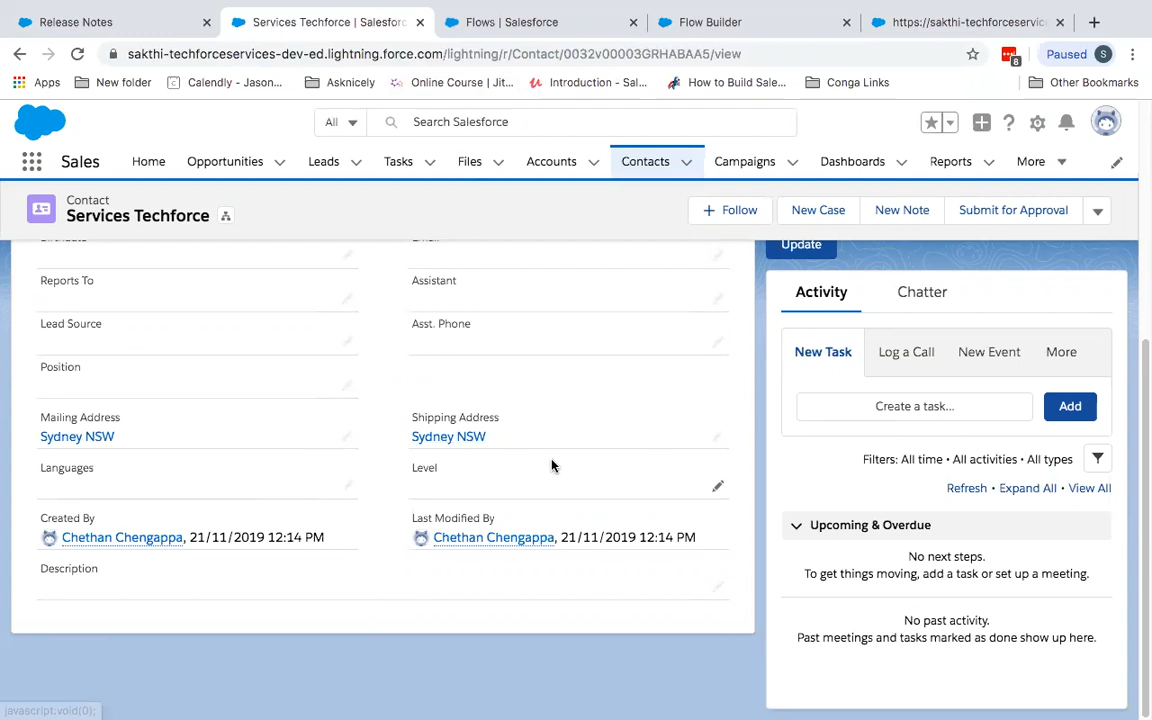 Release Notes
Services Techforce | Salesforc
Flows | Salesforce
Flow Builder
https://sakthi-techforceservic
sakthi-techforceservices-dev-ed.lightning.force.com/lightning/r/Contact/0032v00003GRHABAA5/view
8
Paused
S
Apps
New folder
Calendly - Jason...
Asknicely
Online Course | Jit...
Introduction - Sal...
How to Build Sale...
Conga Links
Other Bookmarks
All
Search Salesforce
Sales
Home
Opportunities
Leads
Tasks
Files
Accounts
Contacts
Campaigns
Dashboards
Reports
More
Contact
Services Techforce
Follow
New Case
New Note
Submit for Approval
Birthdate
Email
Update
Reports To
Assistant
Lead Source
Asst. Phone
Position
Mailing Address
Sydney NSW
Shipping Address
Sydney NSW
Languages
Level
Created By
Chethan Chengappa, 21/11/2019 12:14 PM
Last Modified By
Chethan Chengappa, 21/11/2019 12:14 PM
Description
Activity
Chatter
New Task
Log a Call
New Event
More
Create a task...
Add
Filters: All time • All activities • All types
Refresh • Expand All • View All
Upcoming & Overdue
No next steps.
To get things moving, add a task or set up a meeting.
No past activity.
Past meetings and tasks marked as done show up here.
javascript:void(0);